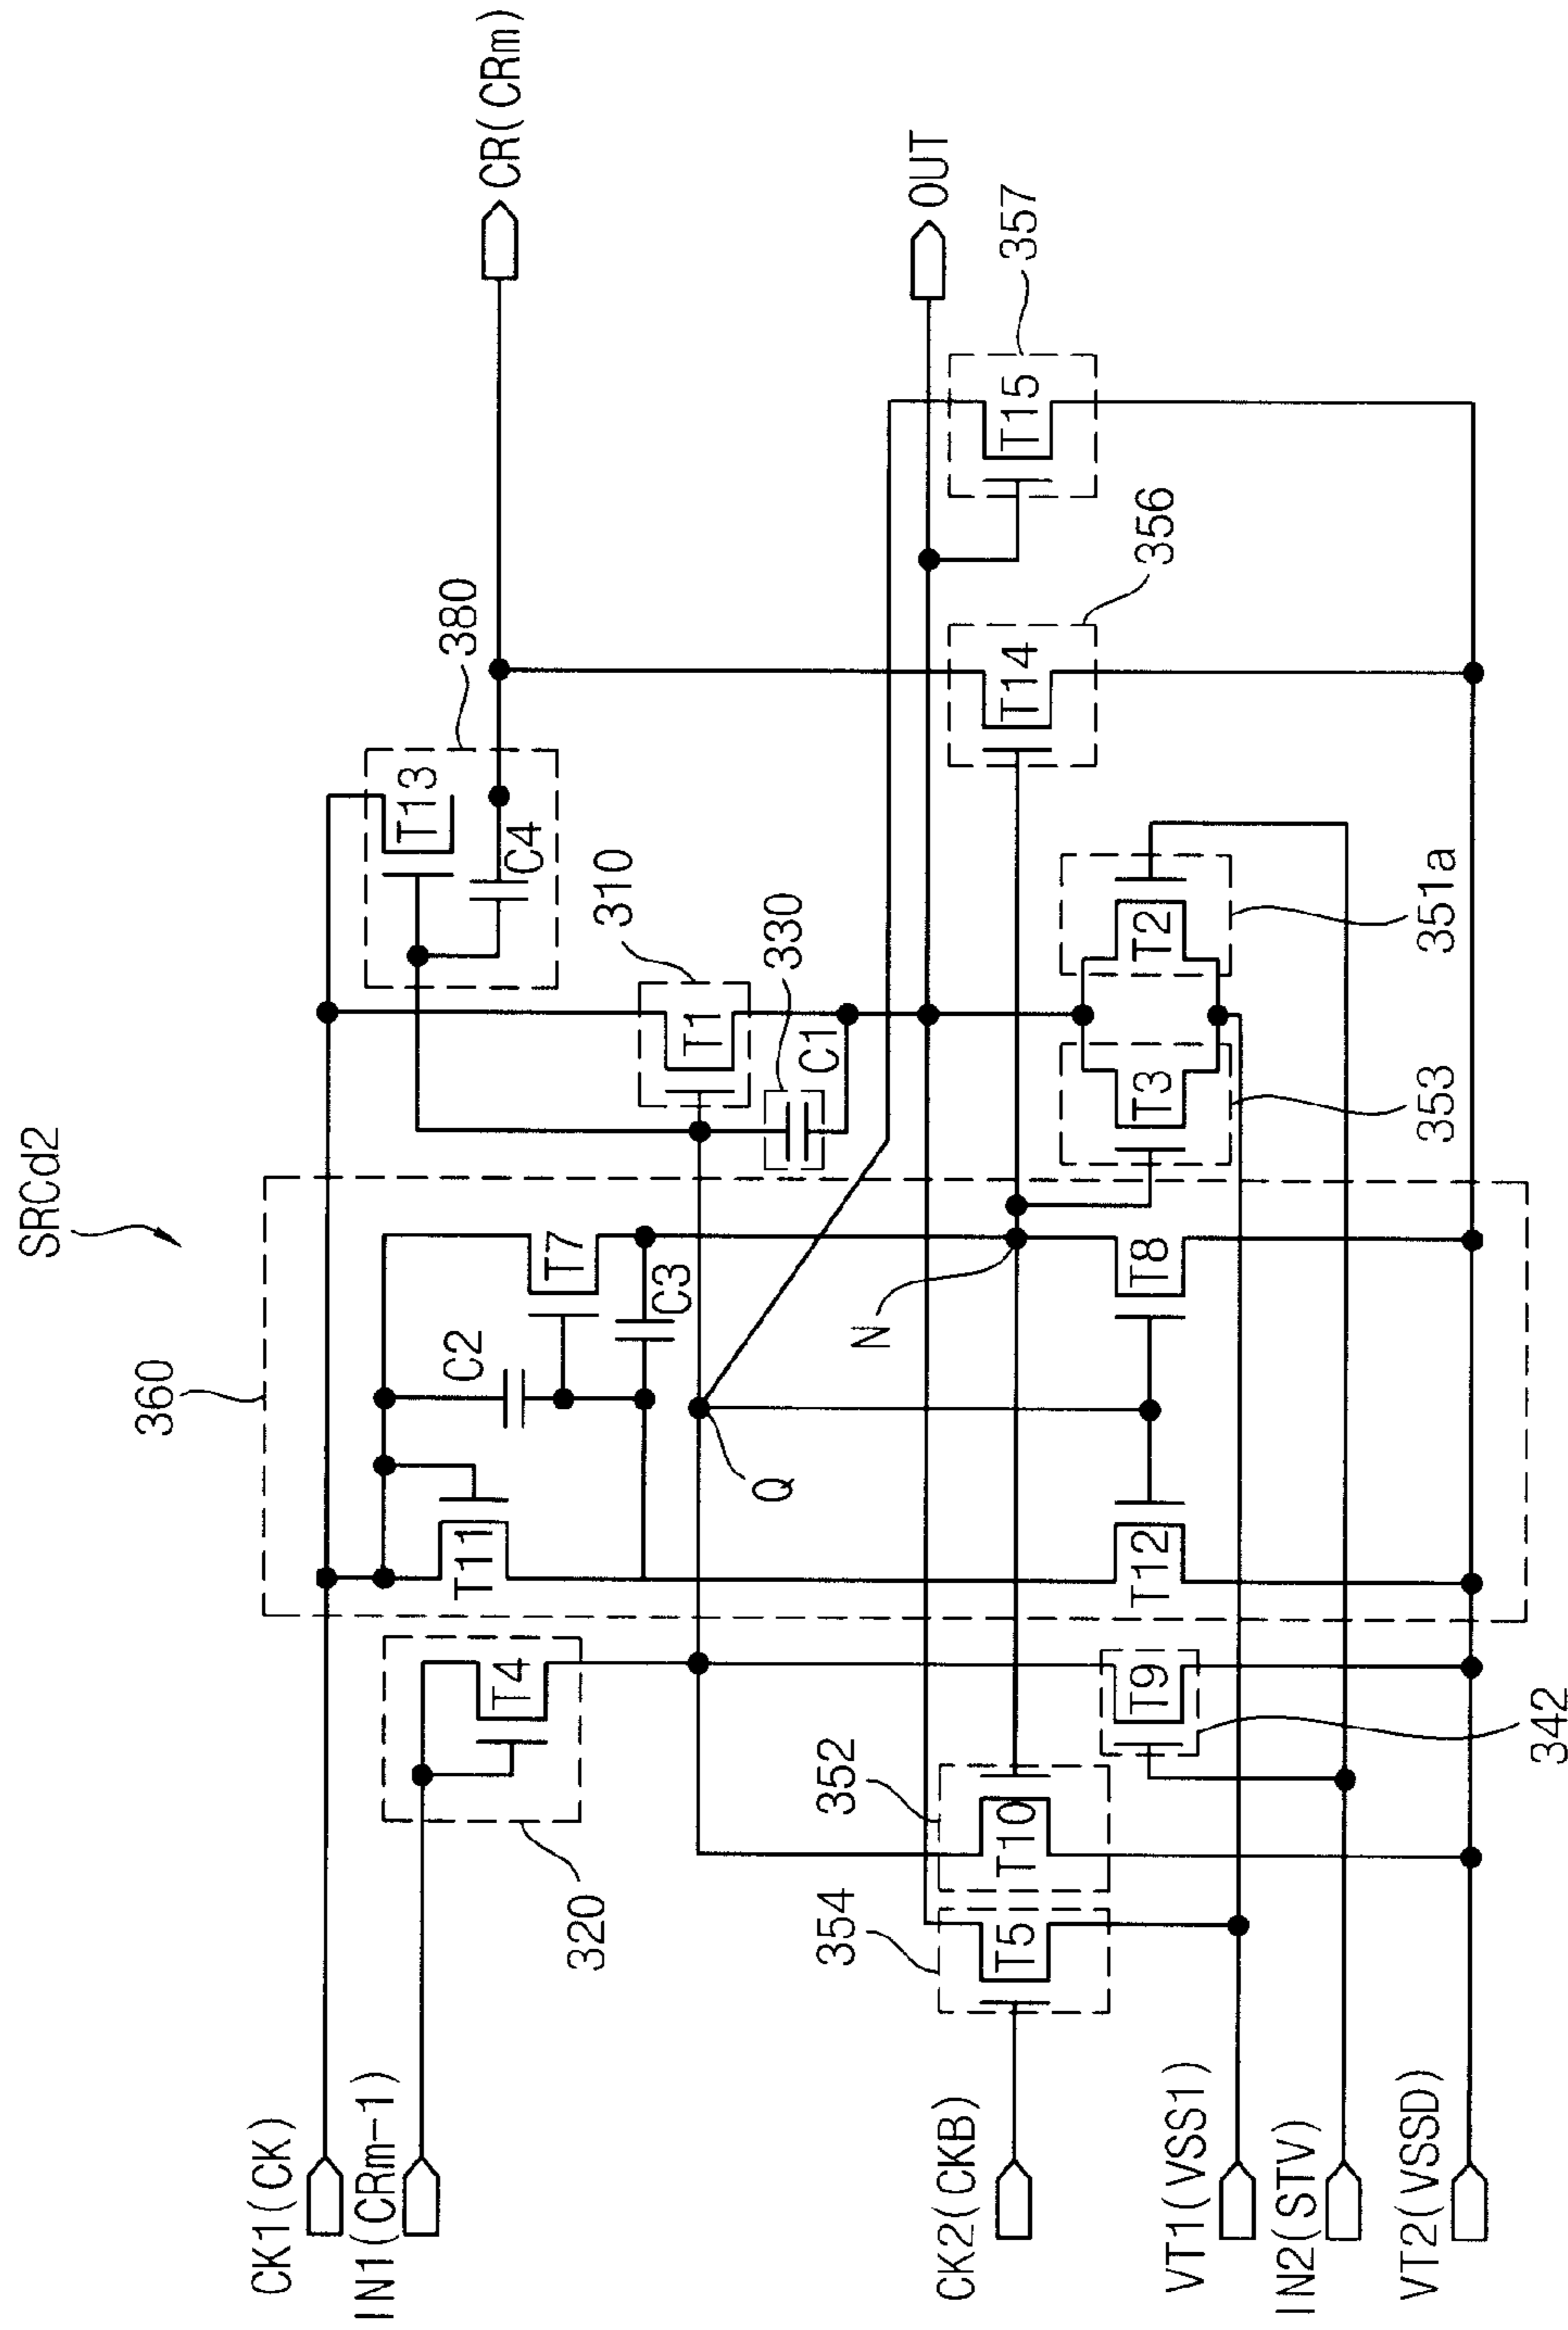 SRCd2
360
380
CR(CRm)
CK1(CK)
IN1(CRm-1)
320
T4
T11
C2
T7
C3
T13
C4
310
T1
330
C1
Q
N
OUT
357
T15
356
T14
354
352
T5
T10
CK2(CKB)
T9
T12
T8
T3
T2
353
351a
342
VT1(VSS1)
IN2(STV)
VT2(VSSD)